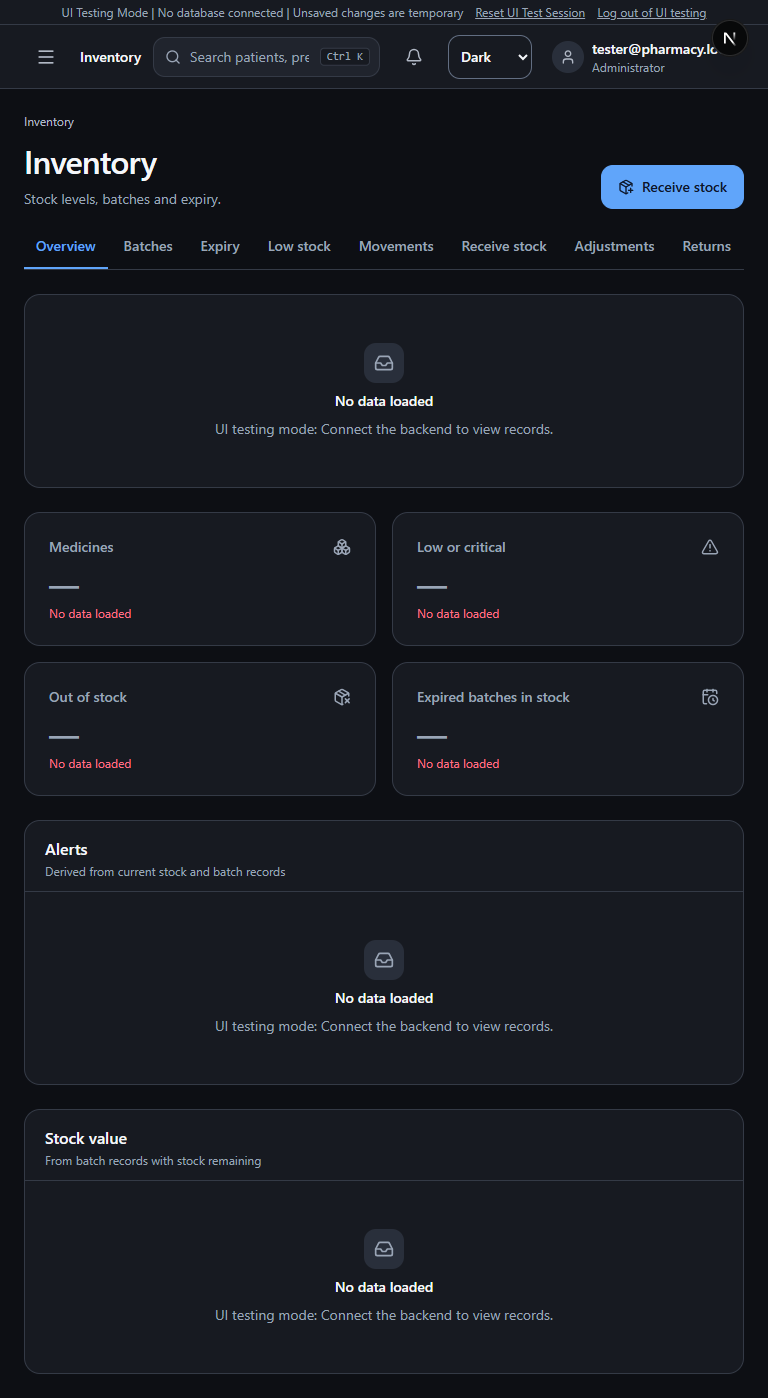 UI Testing Mode | No database connected | Unsaved changes are temporary Reset UI Test Session Log out of UI testing
Inventory Search patients, pre Ctrl K Dark tester@pharmacy.lo N
Administrator
Inventory
Inventory
Stock levels, batches and expiry.
Receive stock
Overview Batches Expiry Low stock Movements Receive stock Adjustments Returns
No data loaded
UI testing mode: Connect the backend to view records.
Medicines
—
No data loaded
Low or critical
—
No data loaded
Out of stock
—
No data loaded
Expired batches in stock
—
No data loaded
Alerts
Derived from current stock and batch records
No data loaded
UI testing mode: Connect the backend to view records.
Stock value
From batch records with stock remaining
No data loaded
UI testing mode: Connect the backend to view records.